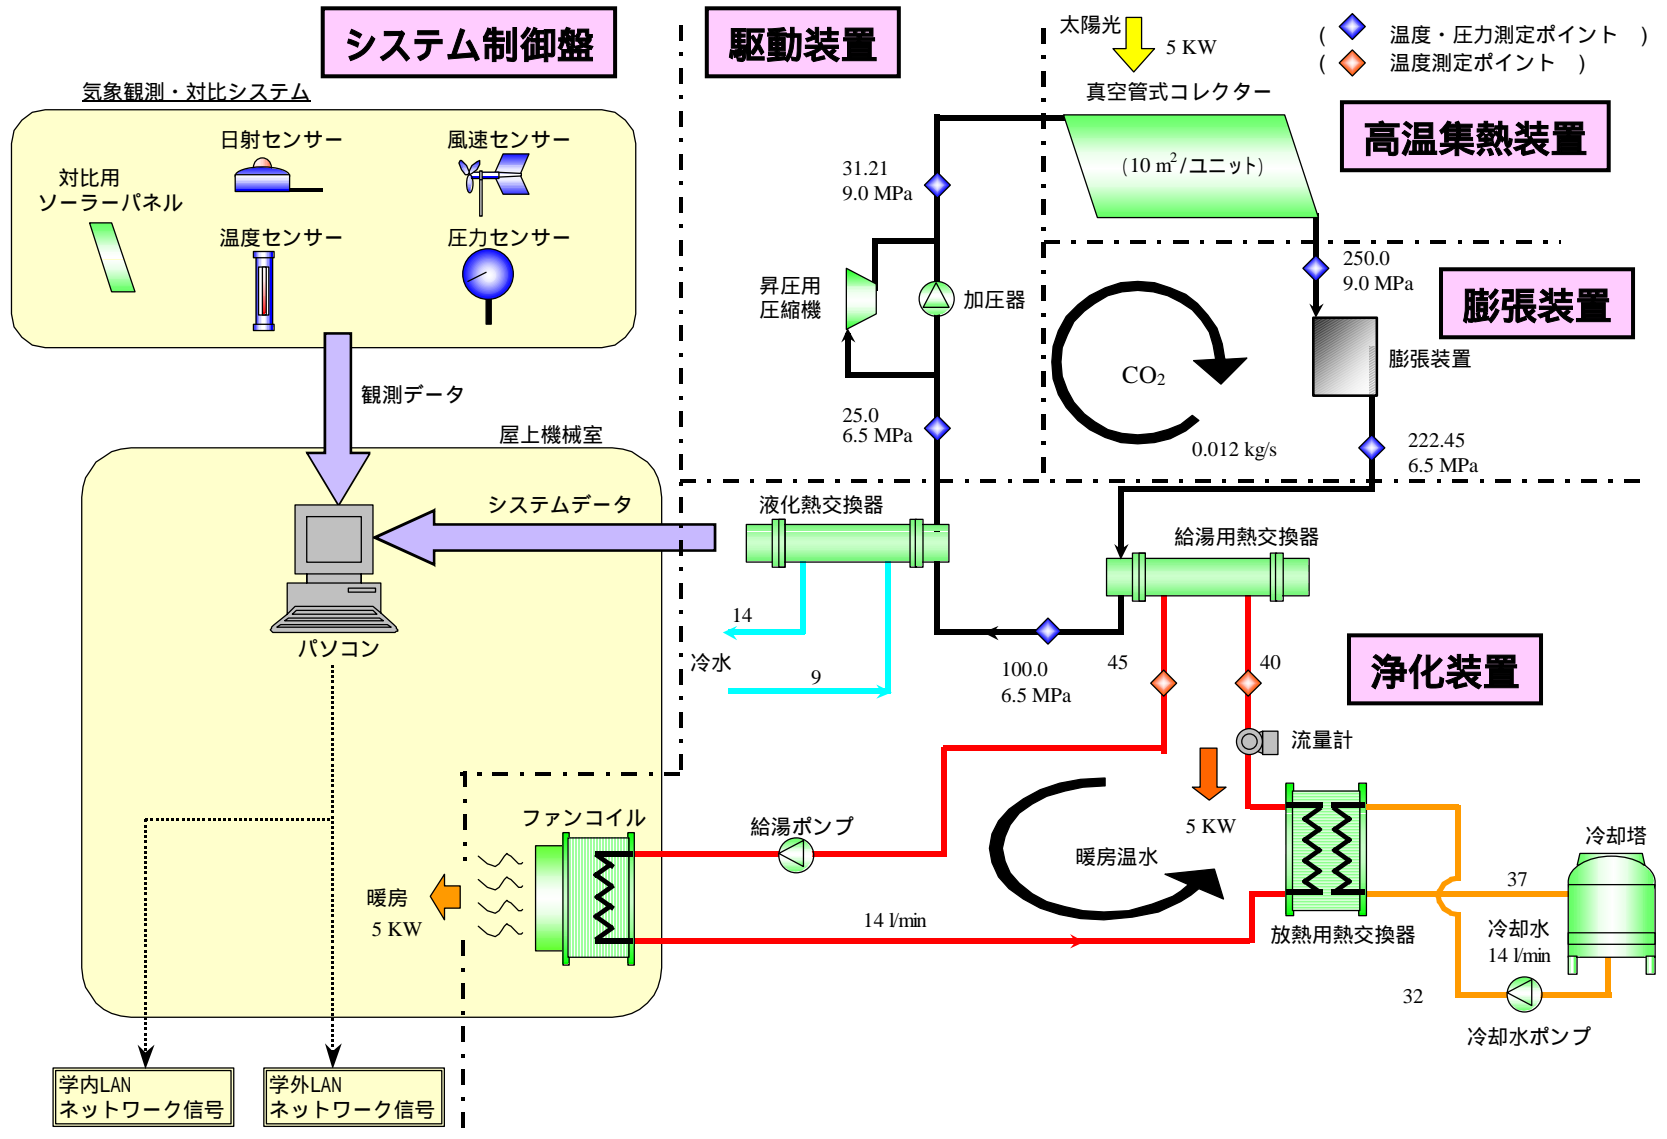 システム制御盤
駆動装置
太陽光
5 KW
( 温度・圧力測定ポイント )
( 温度測定ポイント )
気象観測・対比システム
真空管式コレクター
高温集熱装置
日射センサー
風速センサー
対比用
ソーラーパネル
温度センサー
圧力センサー
31.21
9.0 MPa
(10 m²/ユニット)
250.0
9.0 MPa
膨張装置
昇圧用
圧縮機
加圧器
CO₂
膨張装置
観測データ
25.0
6.5 MPa
0.012 kg/s
222.45
6.5 MPa
屋上機械室
システムデータ
液化熱交換器
給湯用熱交換器
パソコン
14
冷水
9
100.0
6.5 MPa
45
40
浄化装置
流量計
ファンコイル
給湯ポンプ
5 KW
暖房温水
冷却塔
暖房
5 KW
14 l/min
放熱用熱交換器
37
冷却水
14 l/min
32
冷却水ポンプ
学内LAN
ネットワーク信号
学外LAN
ネットワーク信号